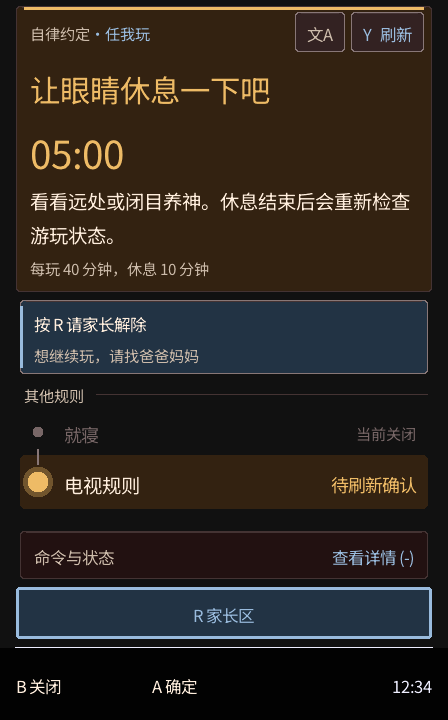 自律约定・任我玩
文A
Y 刷新
让眼睛休息一下吧
05:00
看看远处或闭目养神。休息结束后会重新检查
游玩状态。
每玩 40 分钟，休息 10 分钟
按 R 请家长解除
想继续玩，请找爸爸妈妈
其他规则
就寝 当前关闭
电视规则 待刷新确认
命令与状态 查看详情 (-)
R 家长区
B 关闭 A 确定 12:34